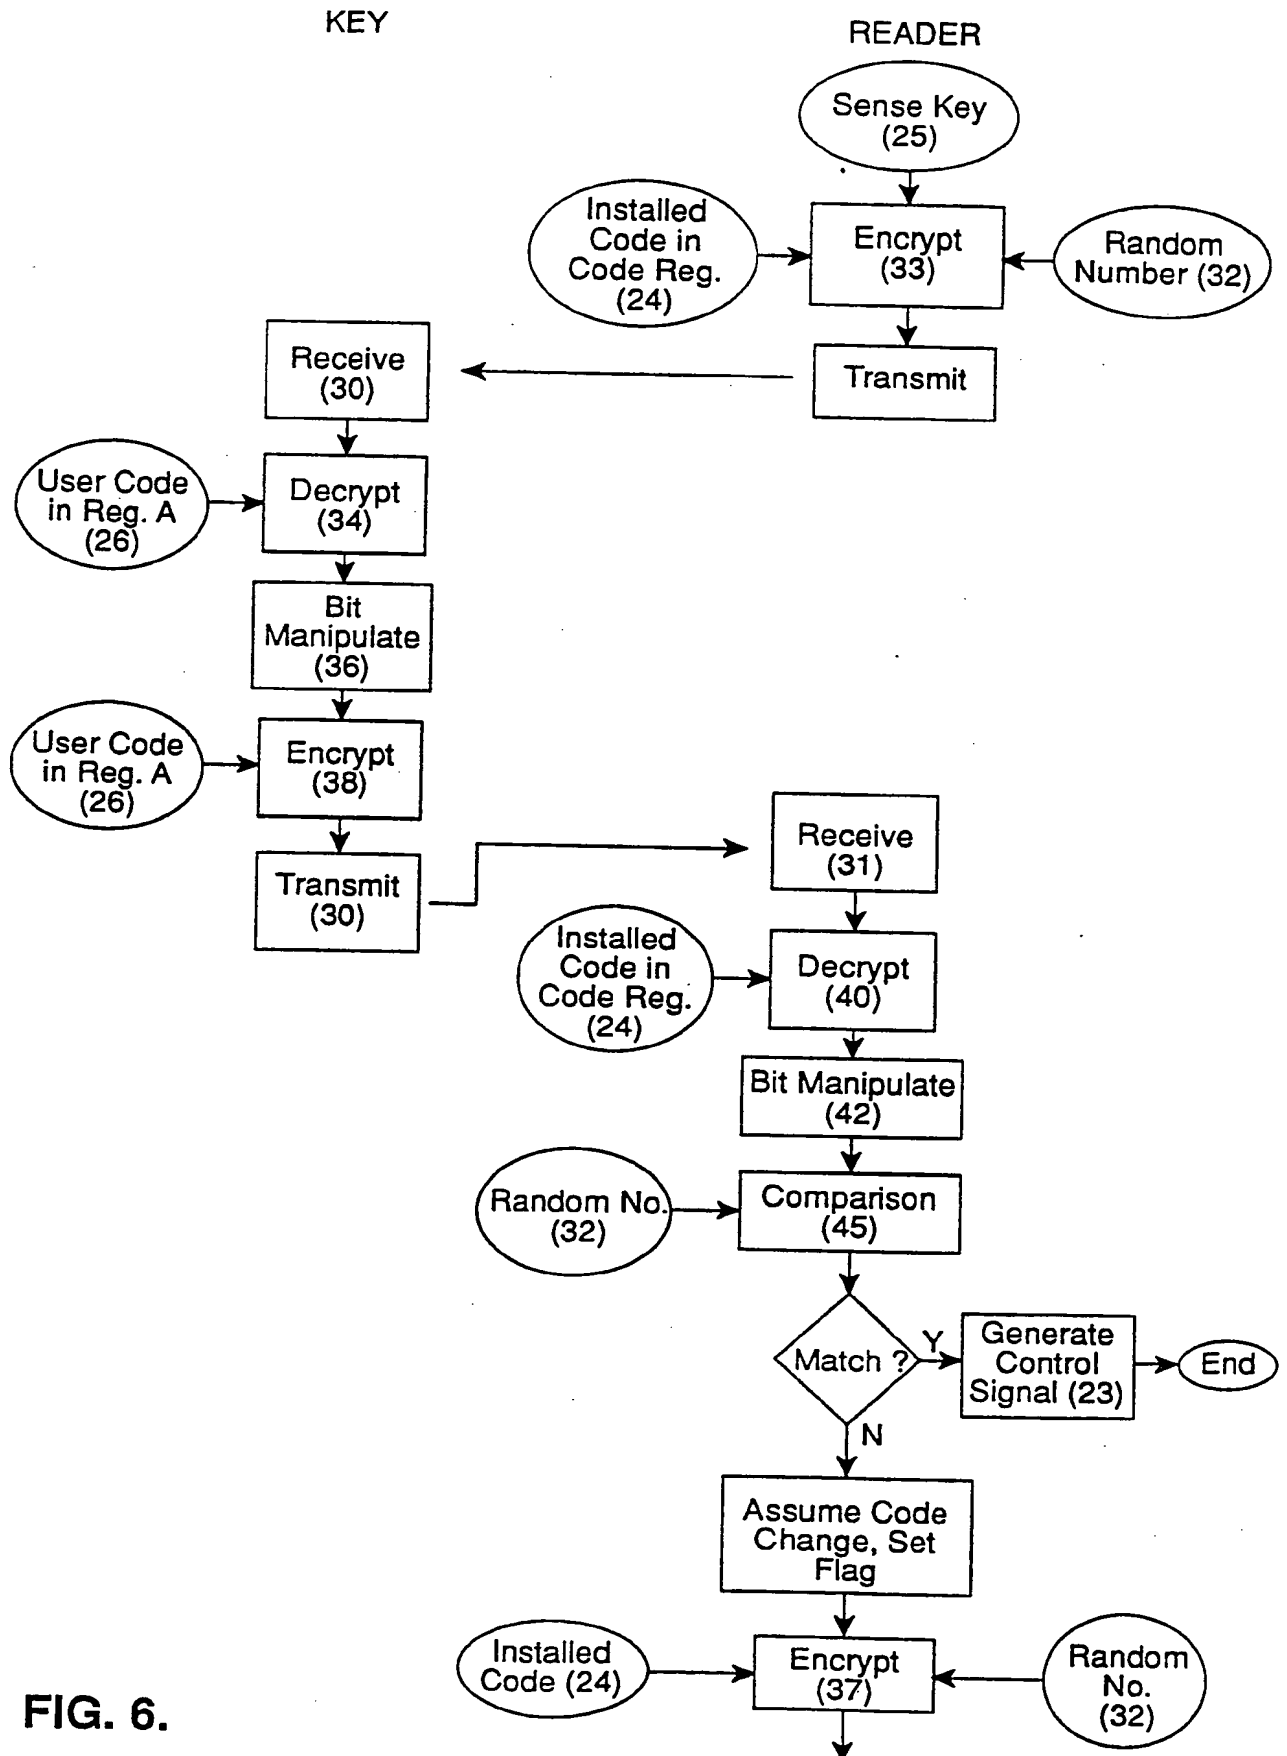 KEY
READER
Sense Key
(25)
Installed
Code in
Code Reg.
(24)
Encrypt
(33)
Random
Number (32)
Receive
(30)
Transmit
User Code
in Reg. A
(26)
Decrypt
(34)
Bit
Manipulate
(36)
User Code
in Reg. A
(26)
Encrypt
(38)
Transmit
(30)
Receive
(31)
Installed
Code in
Code Reg.
(24)
Decrypt
(40)
Bit Manipulate
(42)
Random No.
(32)
Comparison
(45)
Match ?
Y
Generate
Control
Signal (23)
End
N
Assume Code
Change, Set
Flag
Installed
Code (24)
Encrypt
(37)
Random
No.
(32)
FIG. 6.